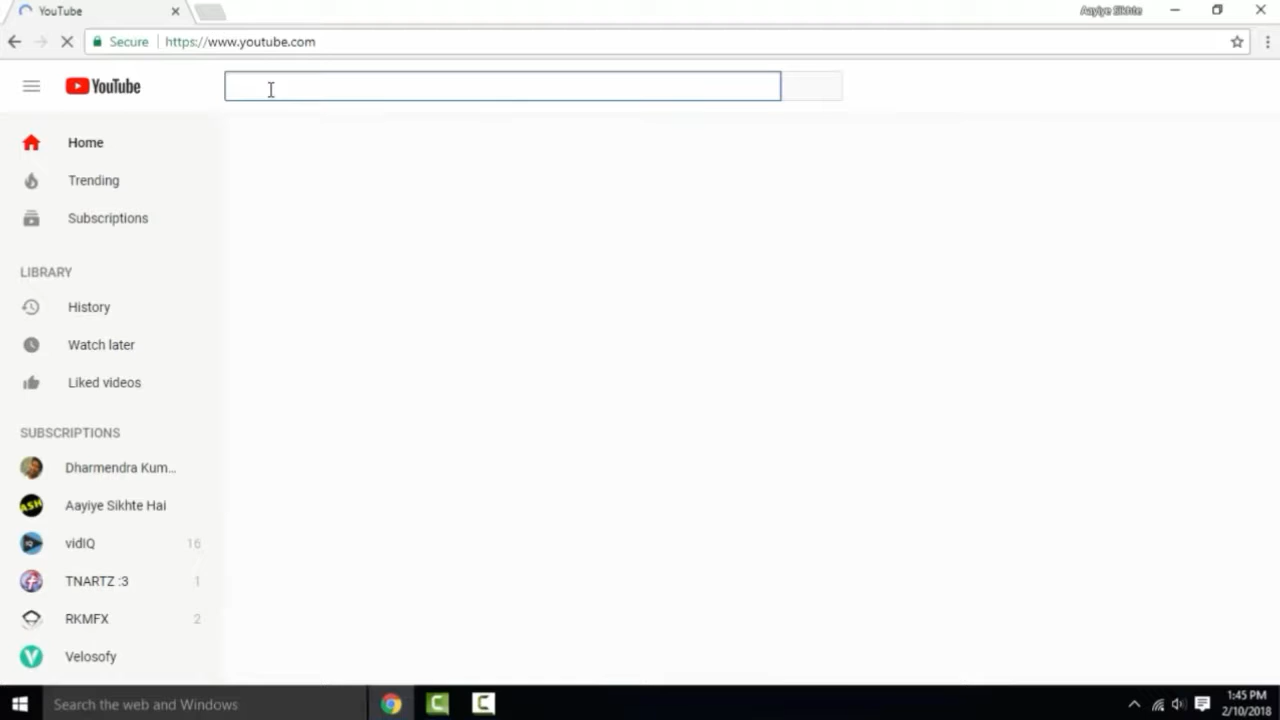 YouTube
Aayiye Sikhte
Secure https://www.youtube.com
YouTube
Home
Trending
Subscriptions
LIBRARY
History
Watch later
Liked videos
SUBSCRIPTIONS
Dharmendra Kum...
ASH Aayiye Sikhte Hai
vidIQ 16
TNARTZ :3 1
RKMFX 2
Velosofy
Search the web and Windows
1:45 PM
2/10/2018